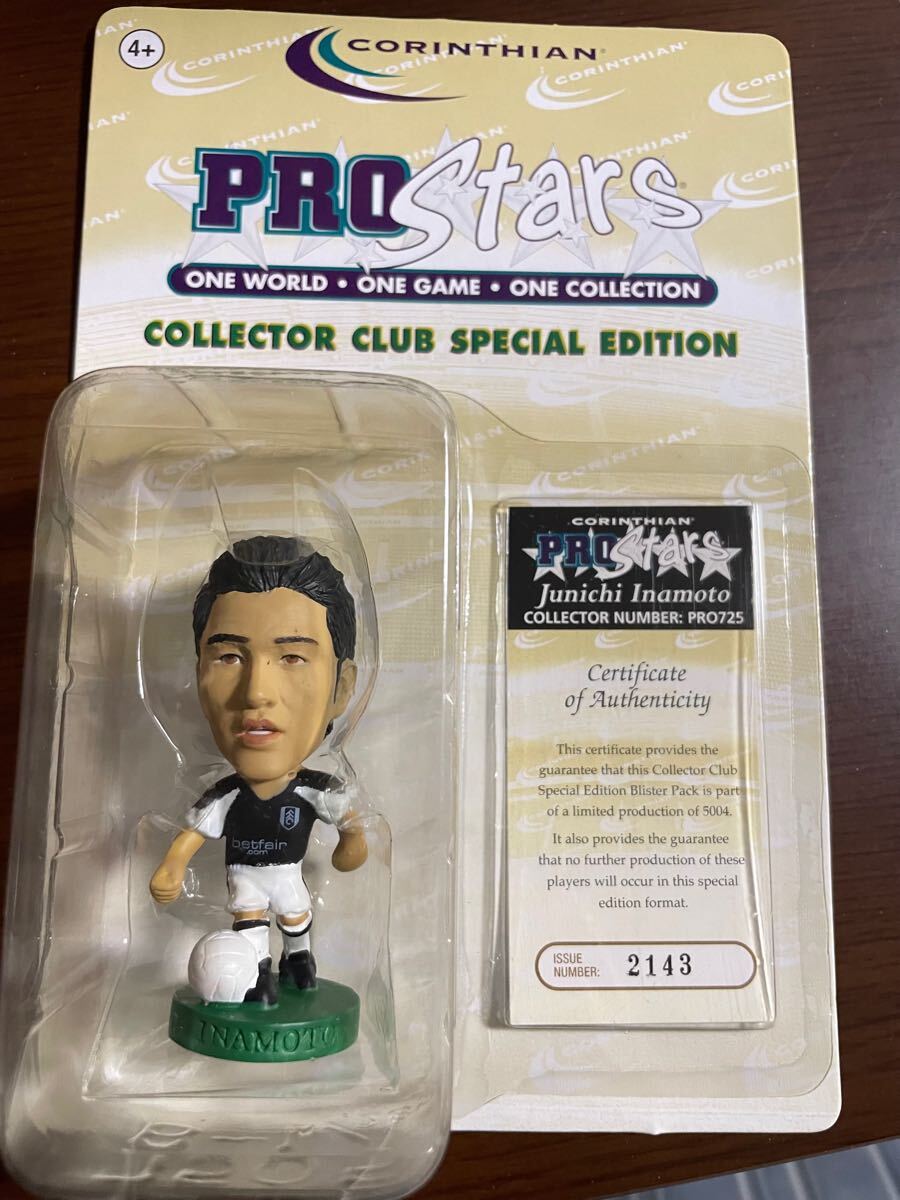 4+
CORINTHIAN
PROStars
ONE WORLD • ONE GAME • ONE COLLECTION
COLLECTOR CLUB SPECIAL EDITION
CORINTHIAN
PROStars
Junichi Inamoto
COLLECTOR NUMBER: PRO725
Certificate
of Authenticity
This certificate provides the
guarantee that this Collector Club
Special Edition Blister Pack is part
of a limited production of 5004.
It also provides the guarantee
that no further production of these
players will occur in this special
edition format.
ISSUE
NUMBER: 2143
betfair
.com
INAMOTO